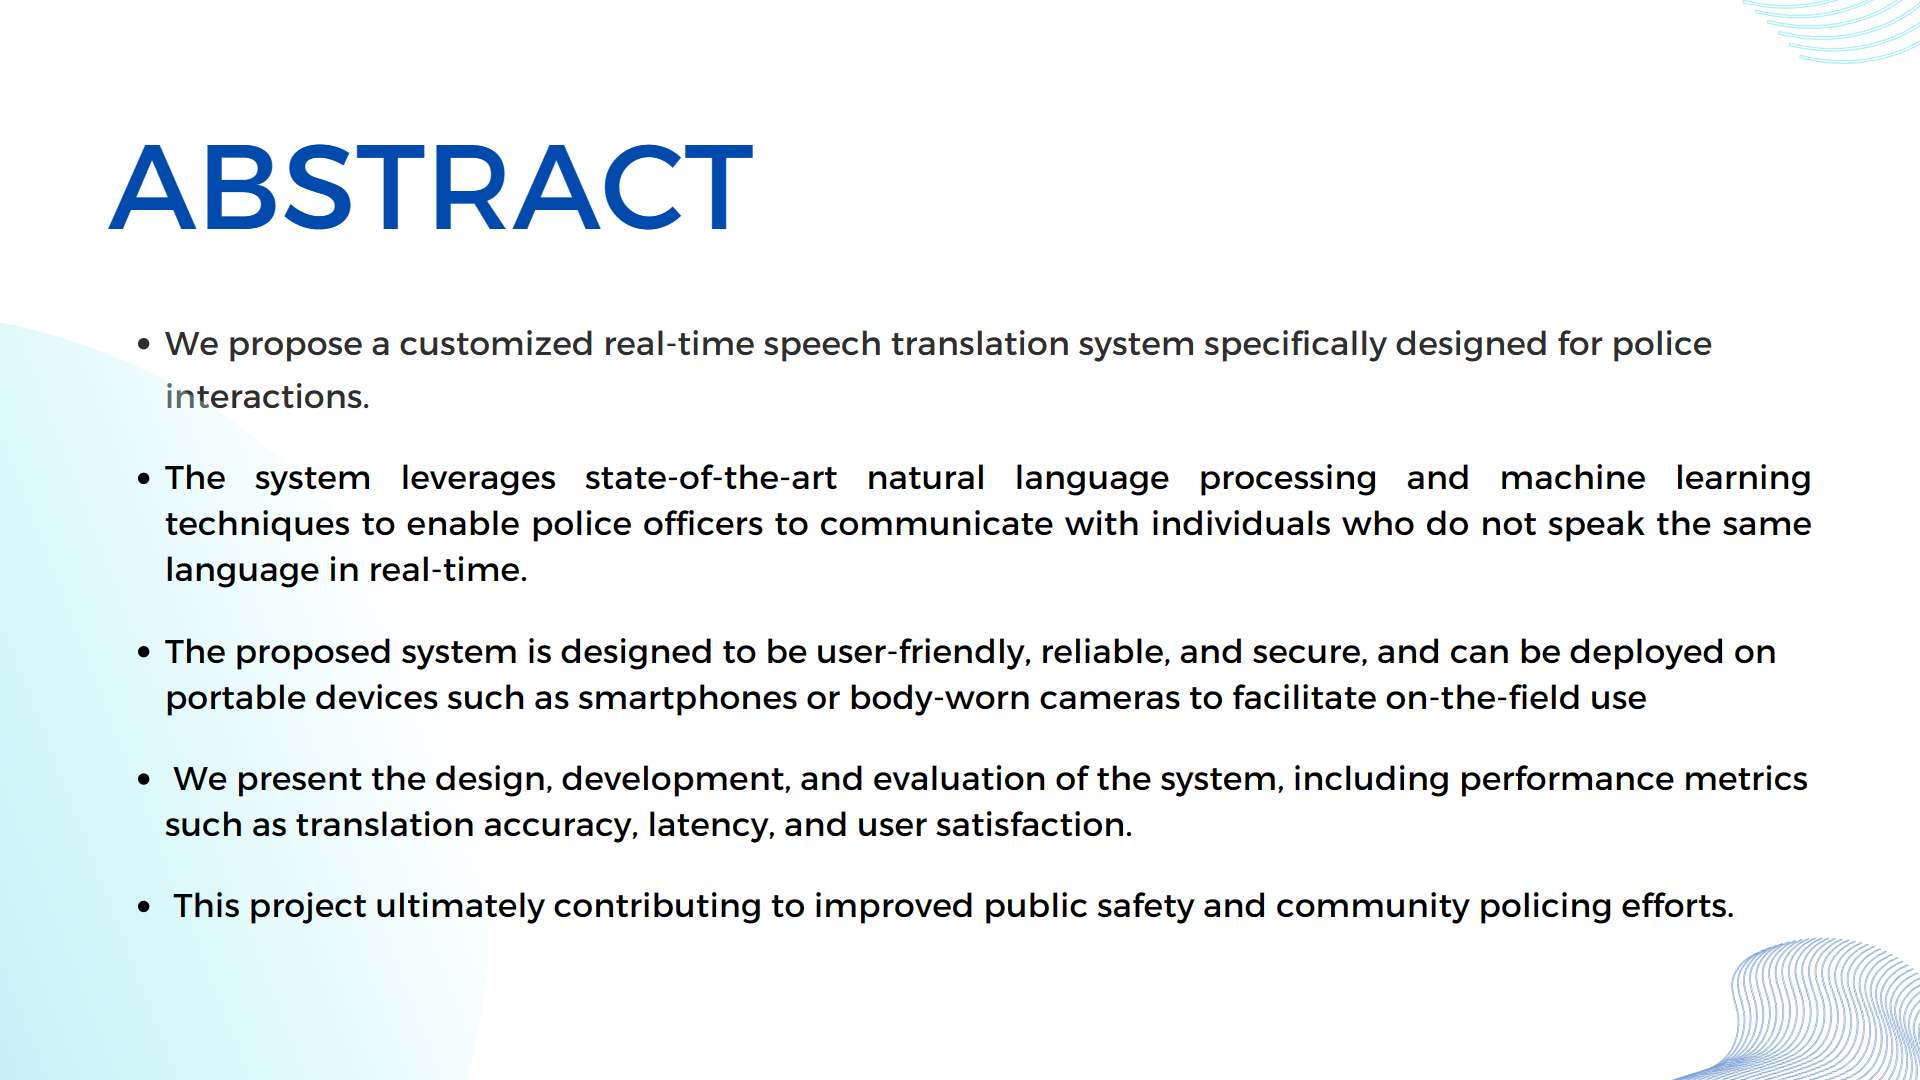 ABSTRACT
• We propose a customized real-time speech translation system specifically designed for police
interactions.
• The system leverages state-of-the-art natural language processing and machine learning
techniques to enable police officers to communicate with individuals who do not speak the same
language in real-time.
• The proposed system is designed to be user-friendly, reliable, and secure, and can be deployed on
portable devices such as smartphones or body-worn cameras to facilitate on-the-field use
• We present the design, development, and evaluation of the system, including performance metrics
such as translation accuracy, latency, and user satisfaction.
• This project ultimately contributing to improved public safety and community policing efforts.